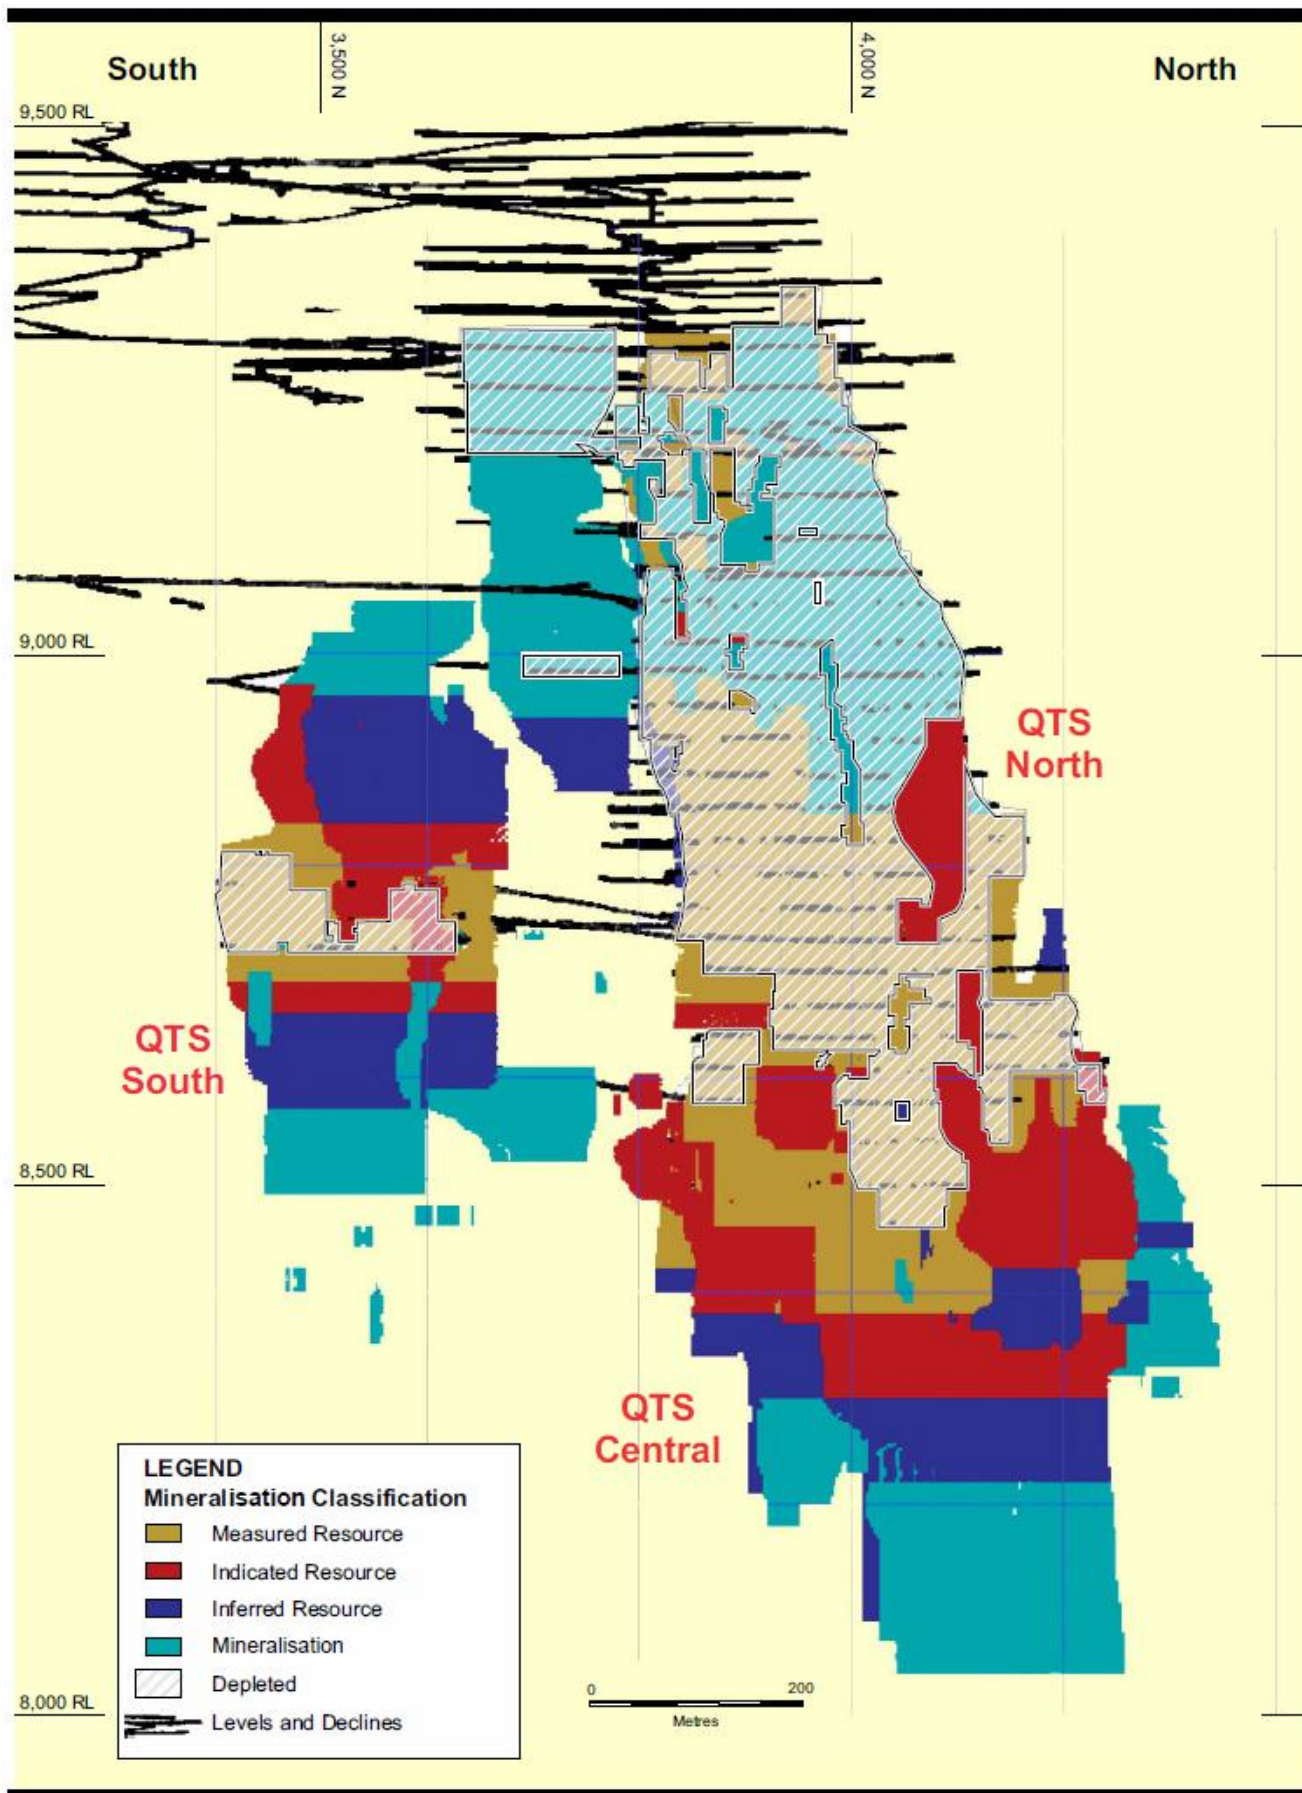 3,500 N
4,000 N
South
North
9,500 RL
9,000 RL
QTS
North
QTS
South
8,500 RL
QTS
Central
LEGEND
Mineralisation Classification
Measured Resource
Indicated Resource
Inferred Resource
Mineralisation
Depleted
Levels and Declines
0
200
Metres
8,000 RL